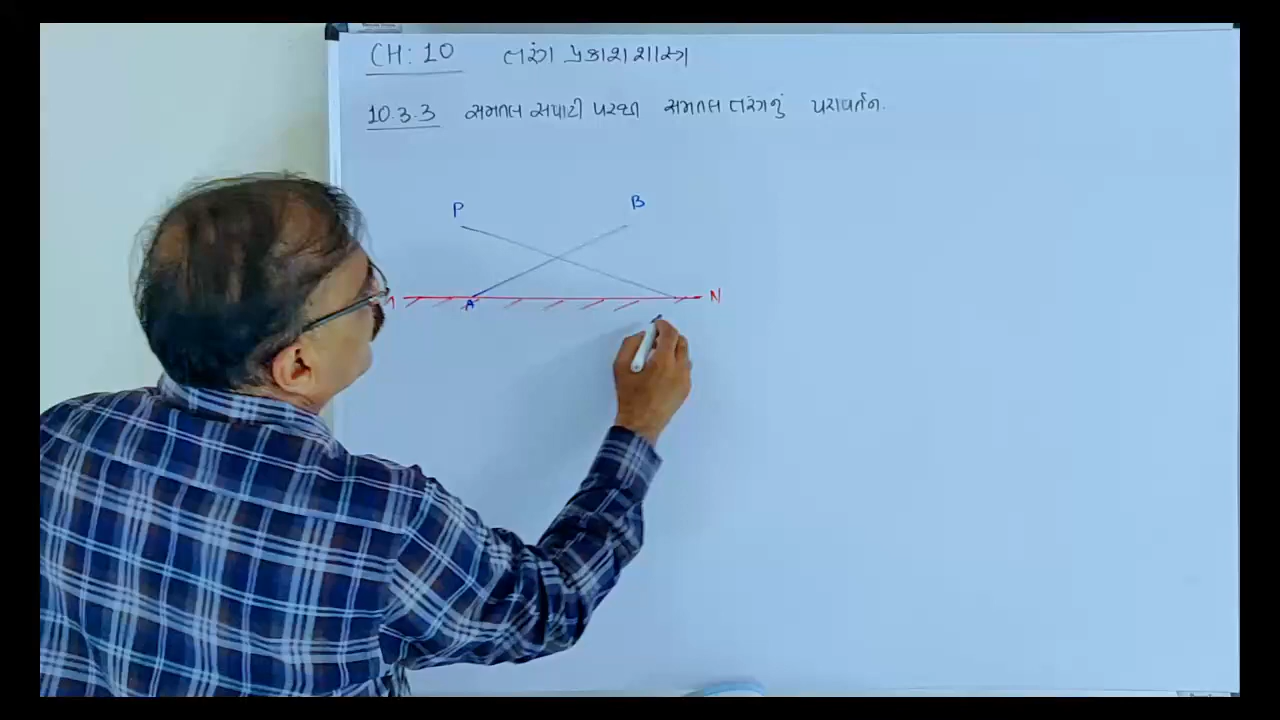 CH: 10 તરંગ પ્રકાશશાસ્ત્ર
10.3.3 સમતલ સપાટી પરથી સમતલ તરંગનું પરાવર્તન.
P B
A N